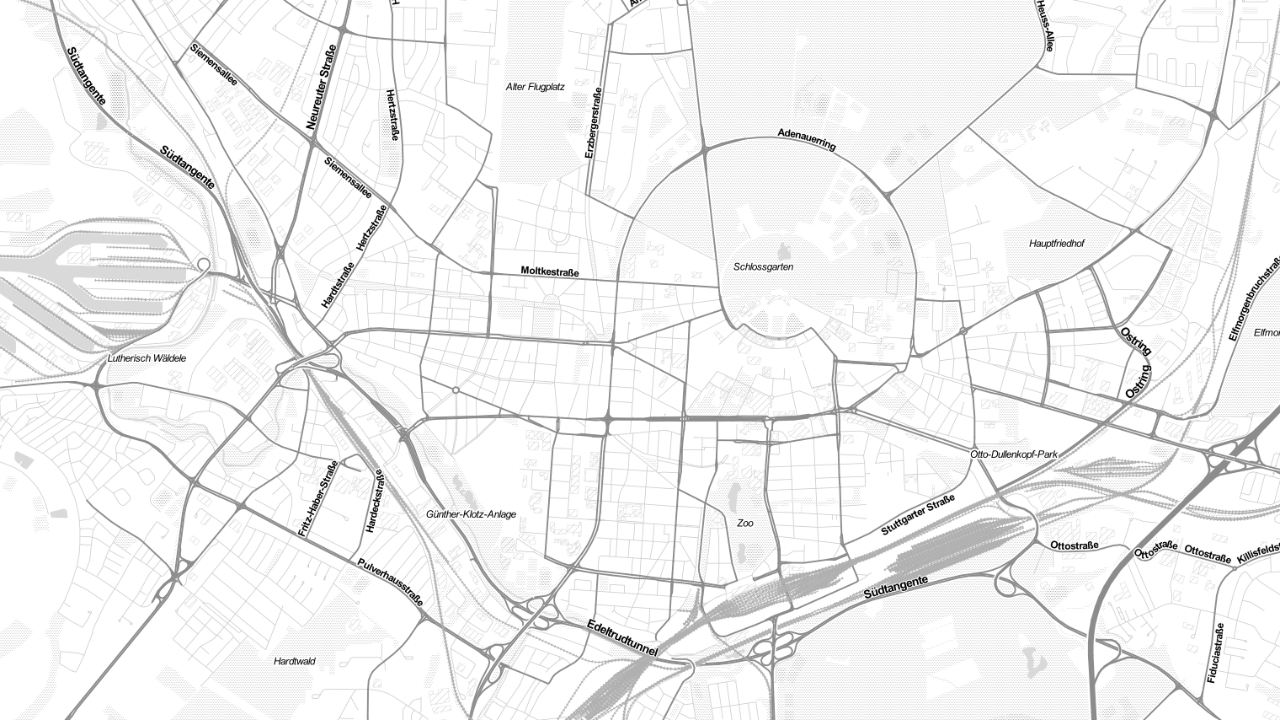 Heuss-Allee
Südtangente
Siemensallee
Neureuter Straße
Hertzstraße
Alter Flugplatz
Erzbergerstraße
Adenauerring
Südtangente
Siemensallee
Hertzstraße
Hauptfriedhof
Schlossgarten
Moltkestraße
Hardtstraße
Elfmorgenbruchstraße
Lutherisch Wäldele
Ostring
Ostring
Otto-Dullenkopf-Park
Fritz-Haber-Straße
Hardeckstraße
Günther-Klotz-Anlage
Zoo
Stuttgarter Straße
Ottostraße
Ottostraße
Ottostraße
Pulverhausstraße
Südtangente
Edeltrudtunnel
Hardtwald
Fiduciastraße